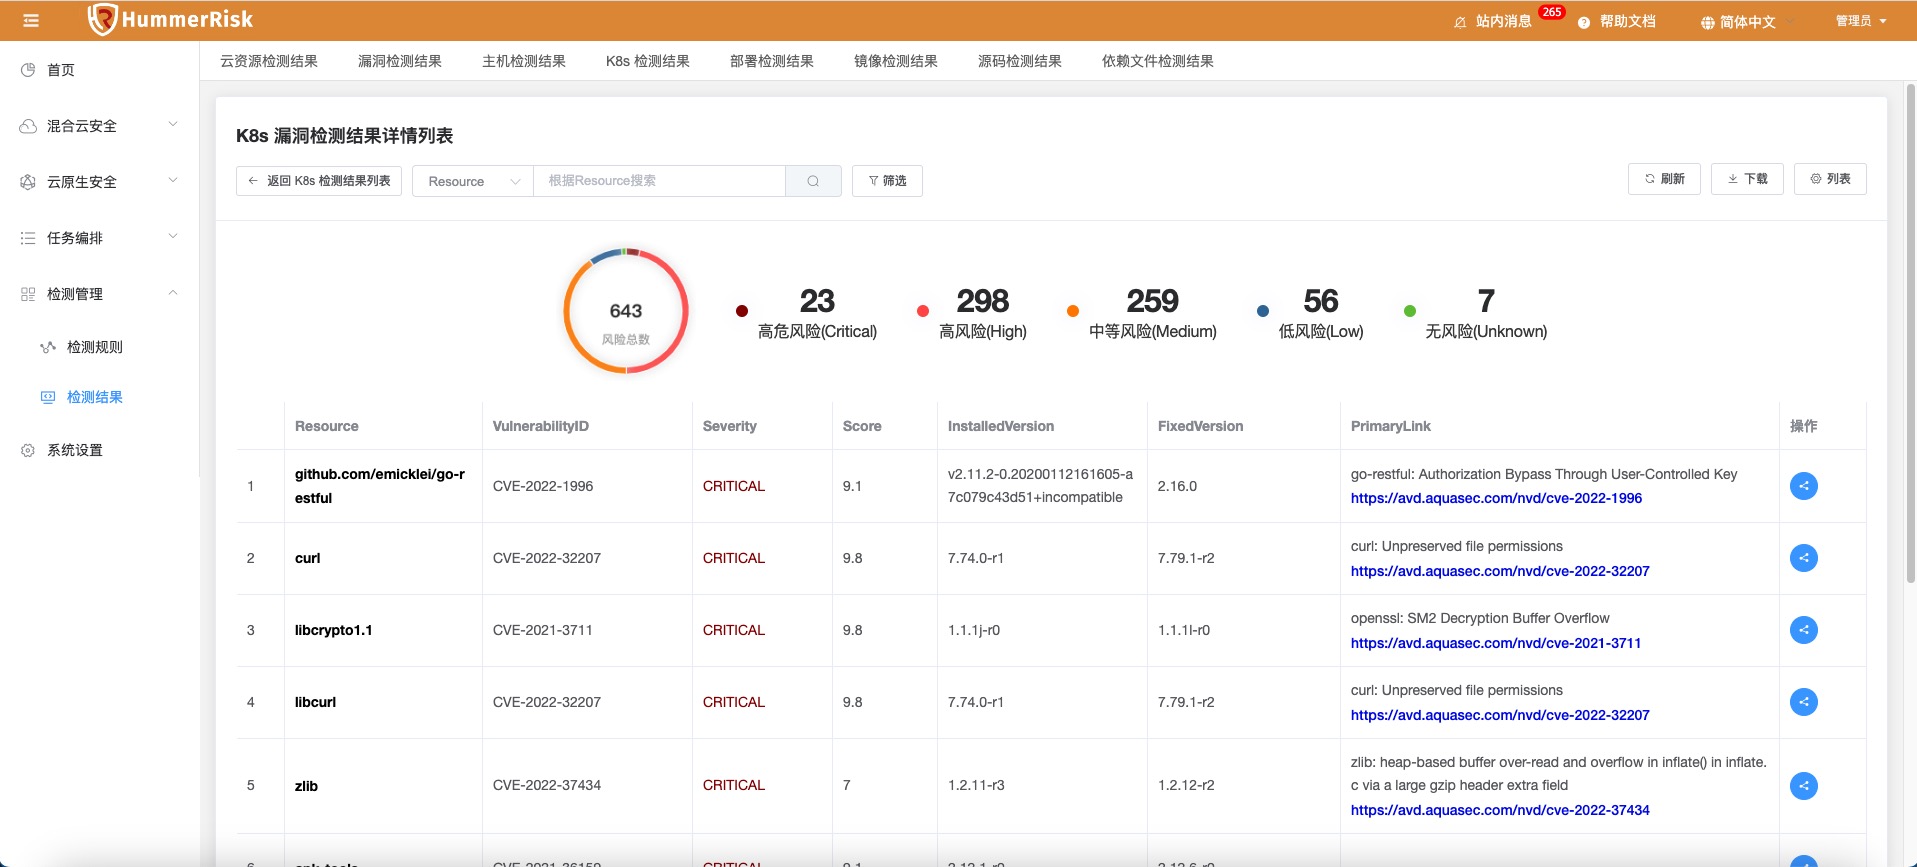 HummerRisk
站内消息
265
帮助文档
简体中文
管理员
首页
混合云安全
云原生安全
任务编排
检测管理
检测规则
检测结果
系统设置
云资源检测结果
漏洞检测结果
主机检测结果
K8s 检测结果
部署检测结果
镜像检测结果
源码检测结果
依赖文件检测结果
K8s 漏洞检测结果详情列表
返回 K8s 检测结果列表
Resource
根据Resource搜索
筛选
刷新
下载
列表
643
风险总数
23
高危风险(Critical)
298
高风险(High)
259
中等风险(Medium)
56
低风险(Low)
7
无风险(Unknown)
Resource VulnerabilityID Severity Score InstalledVersion FixedVersion PrimaryLink 操作
1
github.com/emicklei/go-r
estful
CVE-2022-1996
CRITICAL
9.1
v2.11.2-0.20200112161605-a
7c079c43d51+incompatible
2.16.0
go-restful: Authorization Bypass Through User-Controlled Key
https://avd.aquasec.com/nvd/cve-2022-1996
2
curl
CVE-2022-32207
CRITICAL
9.8
7.74.0-r1
7.79.1-r2
curl: Unpreserved file permissions
https://avd.aquasec.com/nvd/cve-2022-32207
3
libcrypto1.1
CVE-2021-3711
CRITICAL
9.8
1.1.1j-r0
1.1.1l-r0
openssl: SM2 Decryption Buffer Overflow
https://avd.aquasec.com/nvd/cve-2021-3711
4
libcurl
CVE-2022-32207
CRITICAL
9.8
7.74.0-r1
7.79.1-r2
curl: Unpreserved file permissions
https://avd.aquasec.com/nvd/cve-2022-32207
5
zlib
CVE-2022-37434
CRITICAL
7
1.2.11-r3
1.2.12-r2
zlib: heap-based buffer over-read and overflow in inflate() in inflate.
c via a large gzip header extra field
https://avd.aquasec.com/nvd/cve-2022-37434
CRITICAL